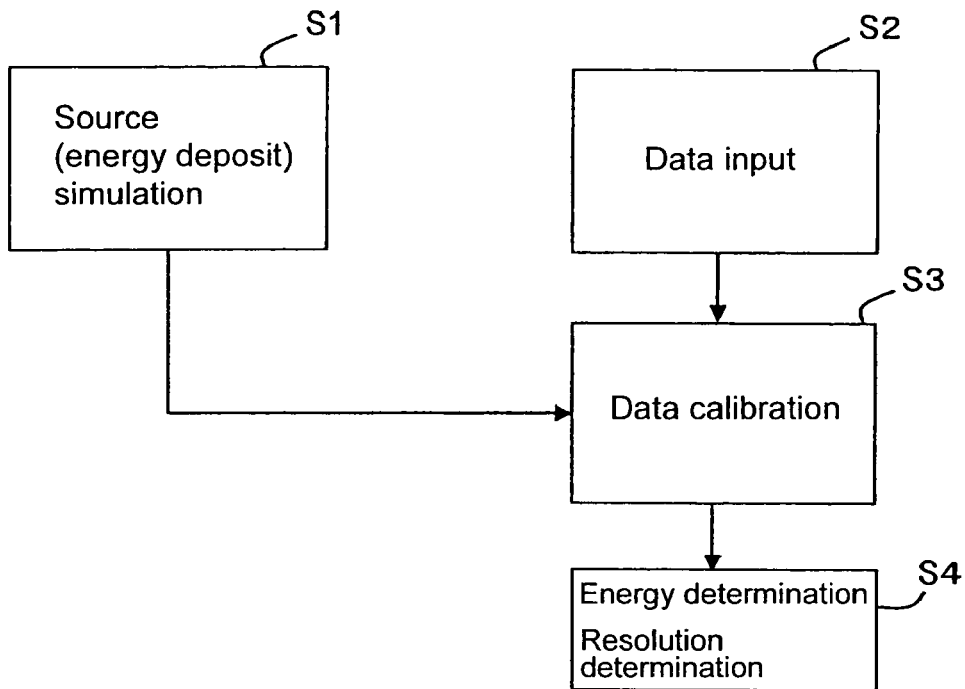 S1
Source
(energy deposit)
simulation
S2
Data input
S3
Data calibration
S4
Energy determination
Resolution
determination